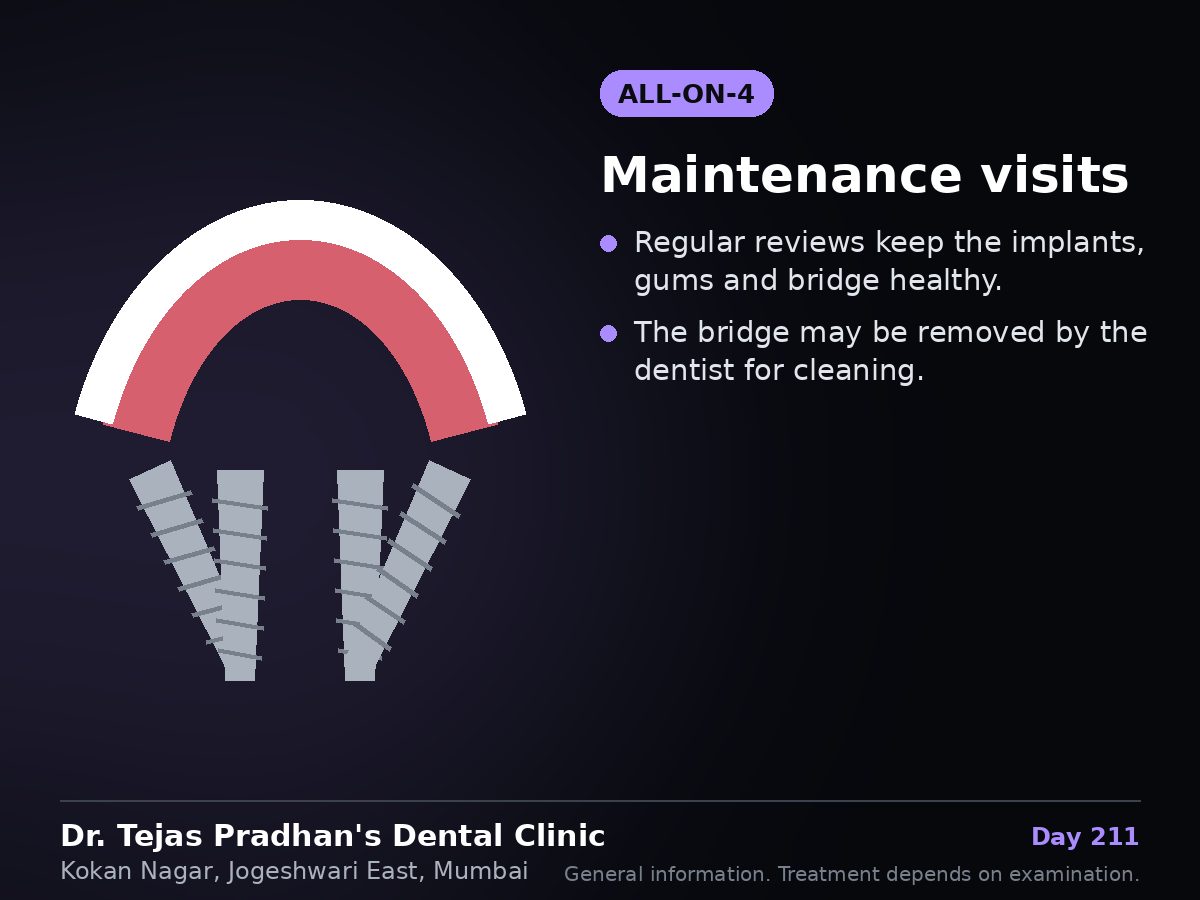 ALL-ON-4
Maintenance visits
Regular reviews keep the implants,
gums and bridge healthy.
The bridge may be removed by the
dentist for cleaning.
Dr. Tejas Pradhan's Dental Clinic
Day 211
Kokan Nagar, Jogeshwari East, Mumbai
General information. Treatment depends on examination.